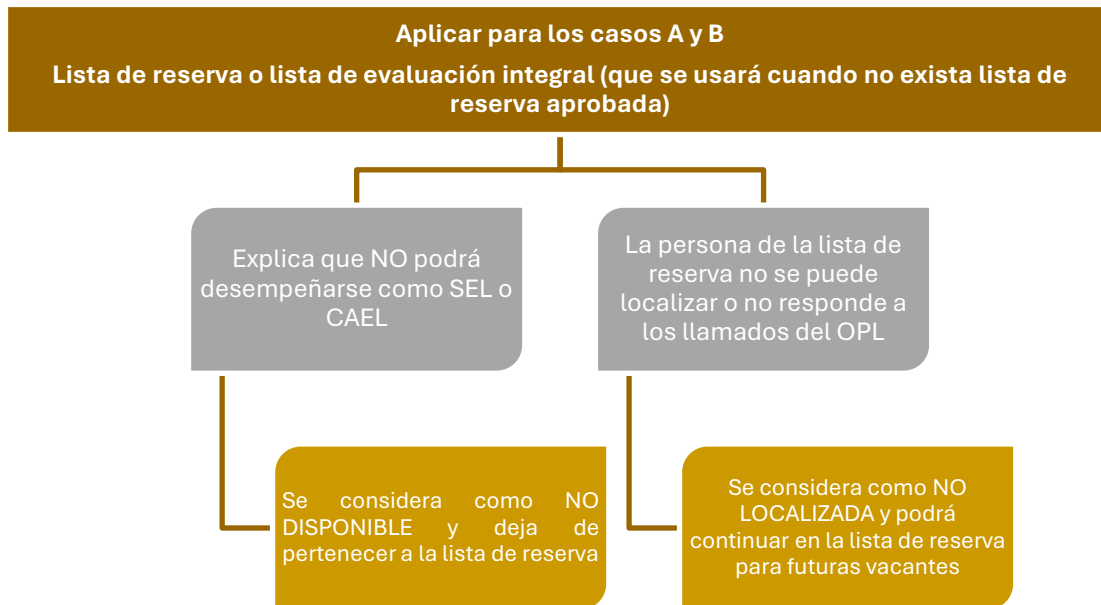 Aplicar para los casos A y B
Lista de reserva o lista de evaluación integral (que se usará cuando no exista lista de
reserva aprobada)
Explica que NO podrá
desempeñarse como SEL o
CAEL
La persona de la lista de
reserva no se puede
localizar o no responde a
los llamados del OPL
Se considera como NO
DISPONIBLE y deja de
pertenecer a la lista de reserva
Se considera como NO
LOCALIZADA y podrá
continuar en la lista de reserva
para futuras vacantes